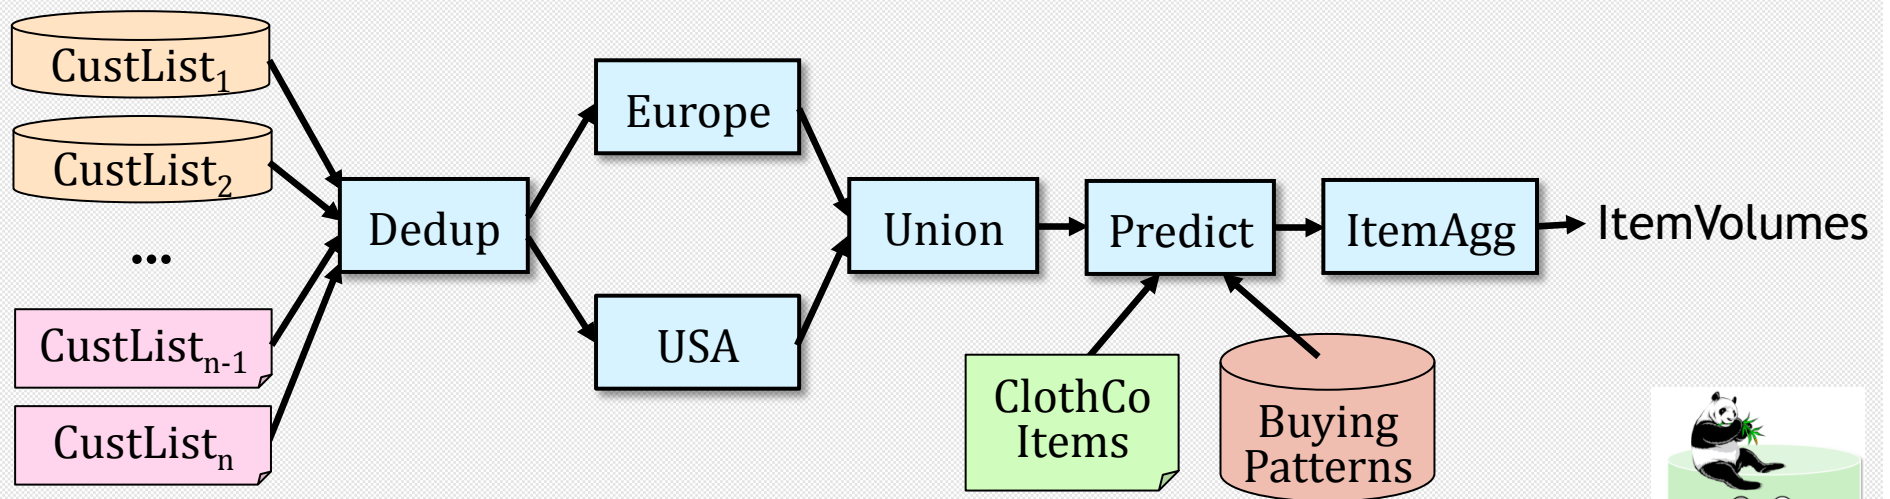 CustList₁
CustList₂
...
CustListₙ₋₁
CustListₙ
Dedup
Europe
USA
Union
Predict
ItemAgg
ItemVolumes
ClothCo
Items
Buying
Patterns